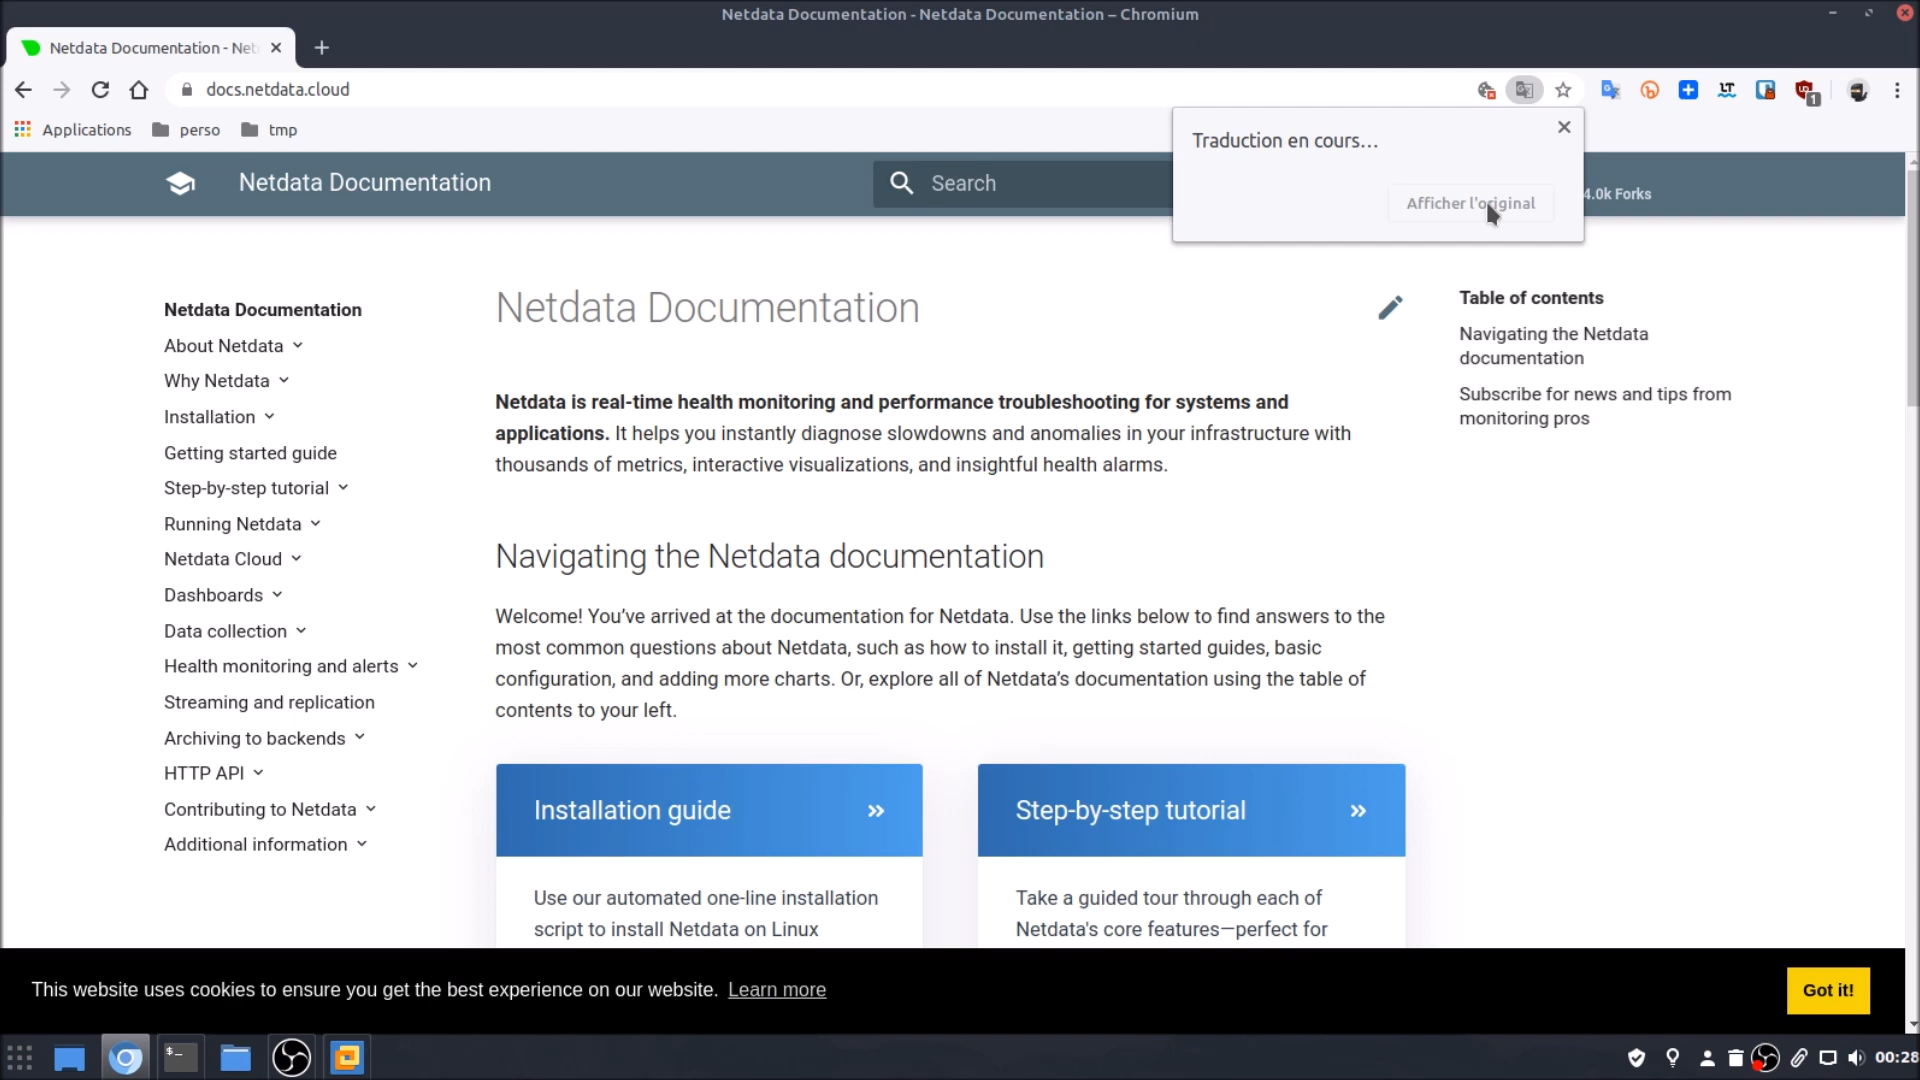 Netdata Documentation - Netdata Documentation – Chromium
Netdata Documentation - Net
docs.netdata.cloud
1
Applications
perso
tmp
Traduction en cours...
Afficher l'original
Netdata Documentation
Search
4.0k Forks
Netdata Documentation
About Netdata
Why Netdata
Installation
Getting started guide
Step-by-step tutorial
Running Netdata
Netdata Cloud
Dashboards
Data collection
Health monitoring and alerts
Streaming and replication
Archiving to backends
HTTP API
Contributing to Netdata
Additional information
Netdata Documentation
Netdata is real-time health monitoring and performance troubleshooting for systems and
applications. It helps you instantly diagnose slowdowns and anomalies in your infrastructure with
thousands of metrics, interactive visualizations, and insightful health alarms.
Navigating the Netdata documentation
Welcome! You’ve arrived at the documentation for Netdata. Use the links below to find answers to the
most common questions about Netdata, such as how to install it, getting started guides, basic
configuration, and adding more charts. Or, explore all of Netdata’s documentation using the table of
contents to your left.
Installation guide »
Use our automated one-line installation
script to install Netdata on Linux
Step-by-step tutorial »
Take a guided tour through each of
Netdata's core features—perfect for
Table of contents
Navigating the Netdata
documentation
Subscribe for news and tips from
monitoring pros
This website uses cookies to ensure you get the best experience on our website. Learn more
Got it!
00:28